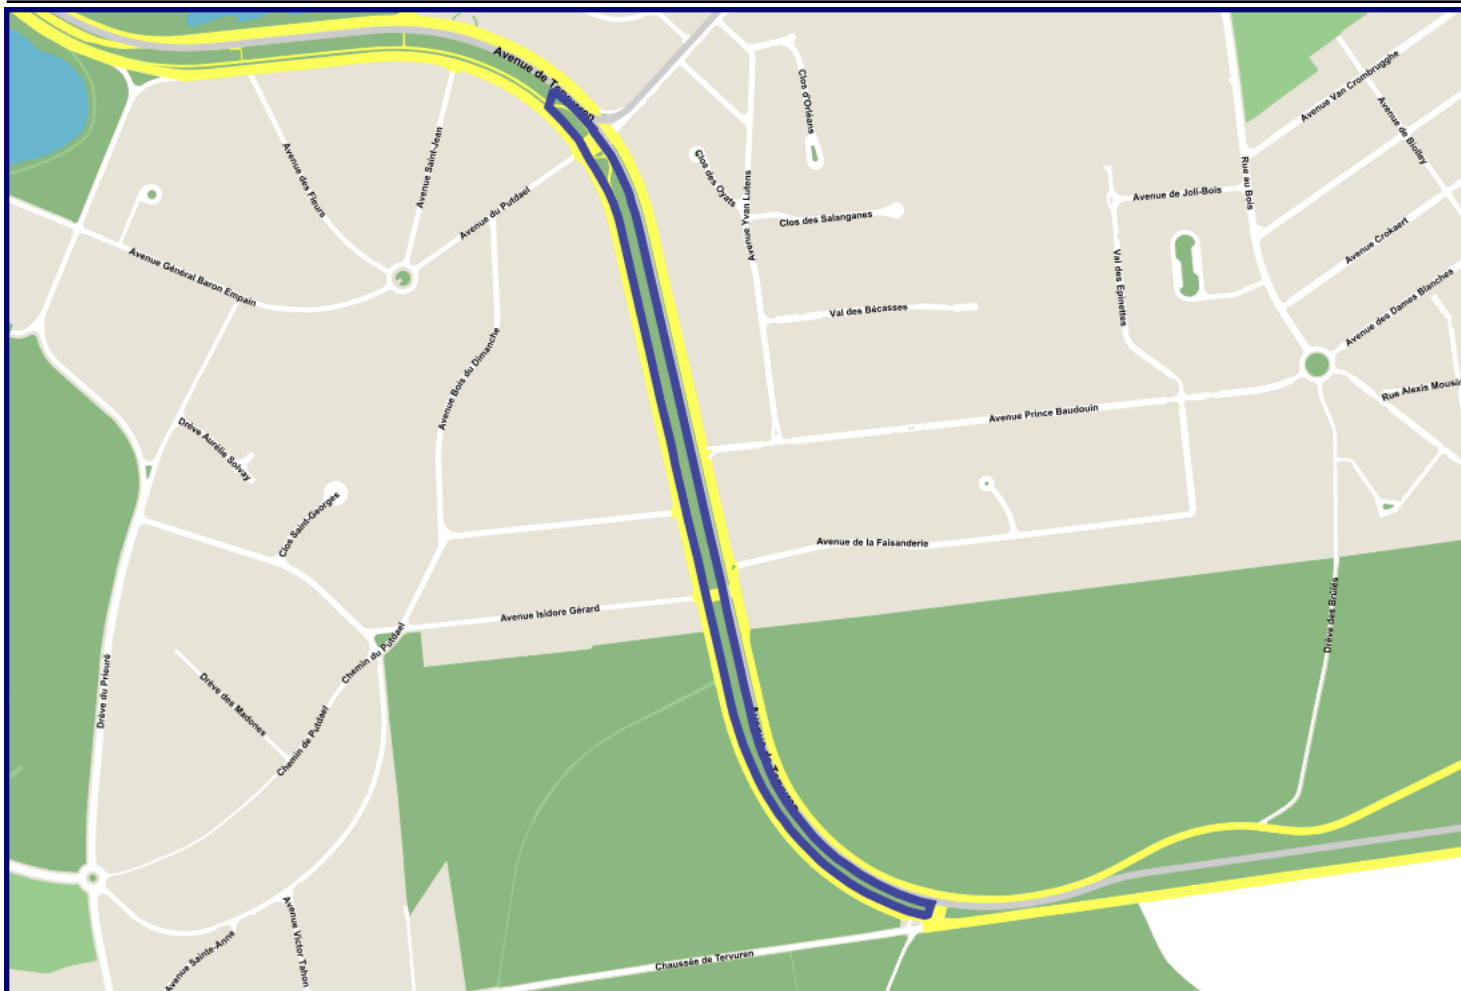 Avenue de Tervuren
Clos d'Orléans
Avenue Van Crombrugghe
Avenue de Biolley
Avenue des Fleurs
Avenue Saint-Jean
Avenue du Putdael
Clos des Oyats
Avenue Yvan Lutens
Clos des Salanganes
Rue au Bois
Avenue de Joli-Bois
Avenue Crokaert
Avenue Général Baron Empain
Val des Epinettes
Avenue des Dames Blanches
Val des Bécasses
Avenue Bois du Dimanche
Rue Alexis Mousin
Avenue Prince Baudouin
Drève Aurélie Solvay
Clos Saint-Georges
Avenue de la Faisanderie
Avenue Isidore Gérard
Drève des Brûlés
Chemin du Putdael
Drève du Prieuré
Drève des Madones
Chemin de Putdael
Avenue de Tervuren
Avenue Sainte-Anne
Avenue Victor Tahon
Chaussée de Tervuren